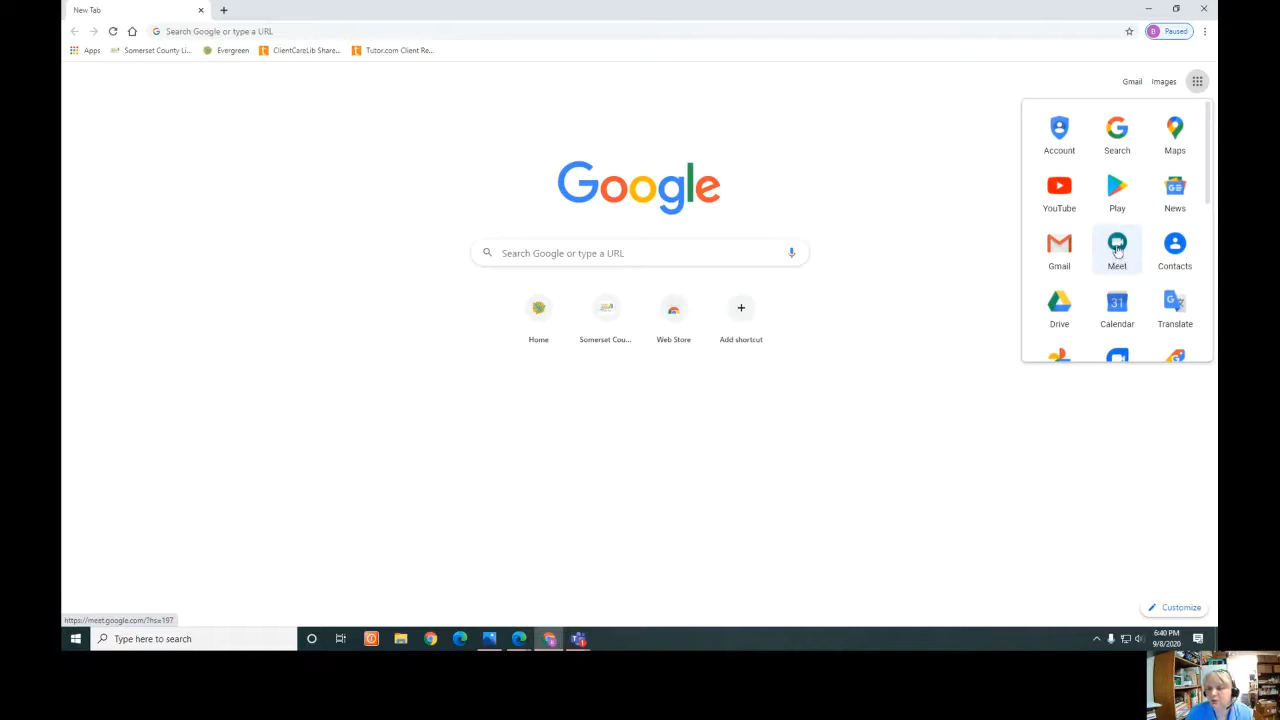 New Tab
Search Google or type a URL
B Paused
Apps Somerset County Li... Evergreen ClientCareLib Share... Tutor.com Client Re...
Gmail Images
Account Search Maps
YouTube Play News
Gmail Meet Contacts
Drive 31 Calendar Translate
Google
Search Google or type a URL
Home Somerset Cou... Web Store Add shortcut
Customize
https://meet.google.com/?hs=197
Type here to search
6:40 PM
9/8/2020